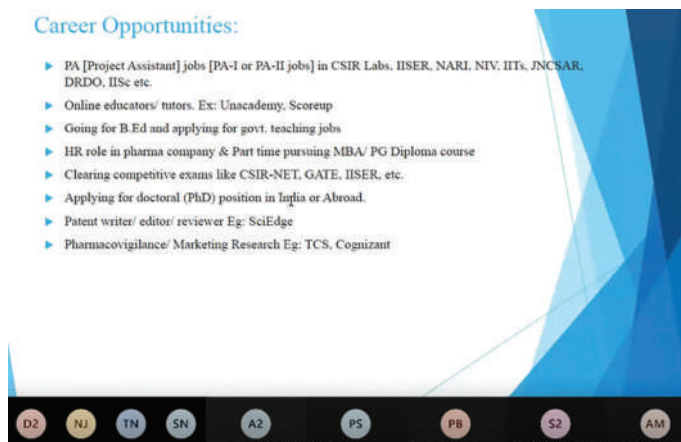 Career Opportunities:
PA [Project Assistant] jobs [PA-I or PA-II jobs] in CSIR Labs, IISER, NARI, NIV, IITs, JNCSAR,
DRDO, IISc etc.
Online educators/ tutors. Ex: Unacademy, Scoreup
Going for B.Ed and applying for govt. teaching jobs
HR role in pharma company & Part time pursuing MBA/ PG Diploma course
Clearing competitive exams like CSIR-NET, GATE, IISER, etc.
Applying for doctoral (PhD) position in India or Abroad.
Patent writer/ editor/ reviewer Eg: SciEdge
Pharmacovigilance/ Marketing Research Eg: TCS, Cognizant
D2 NJ TN SN A2 PS PB S2 AM